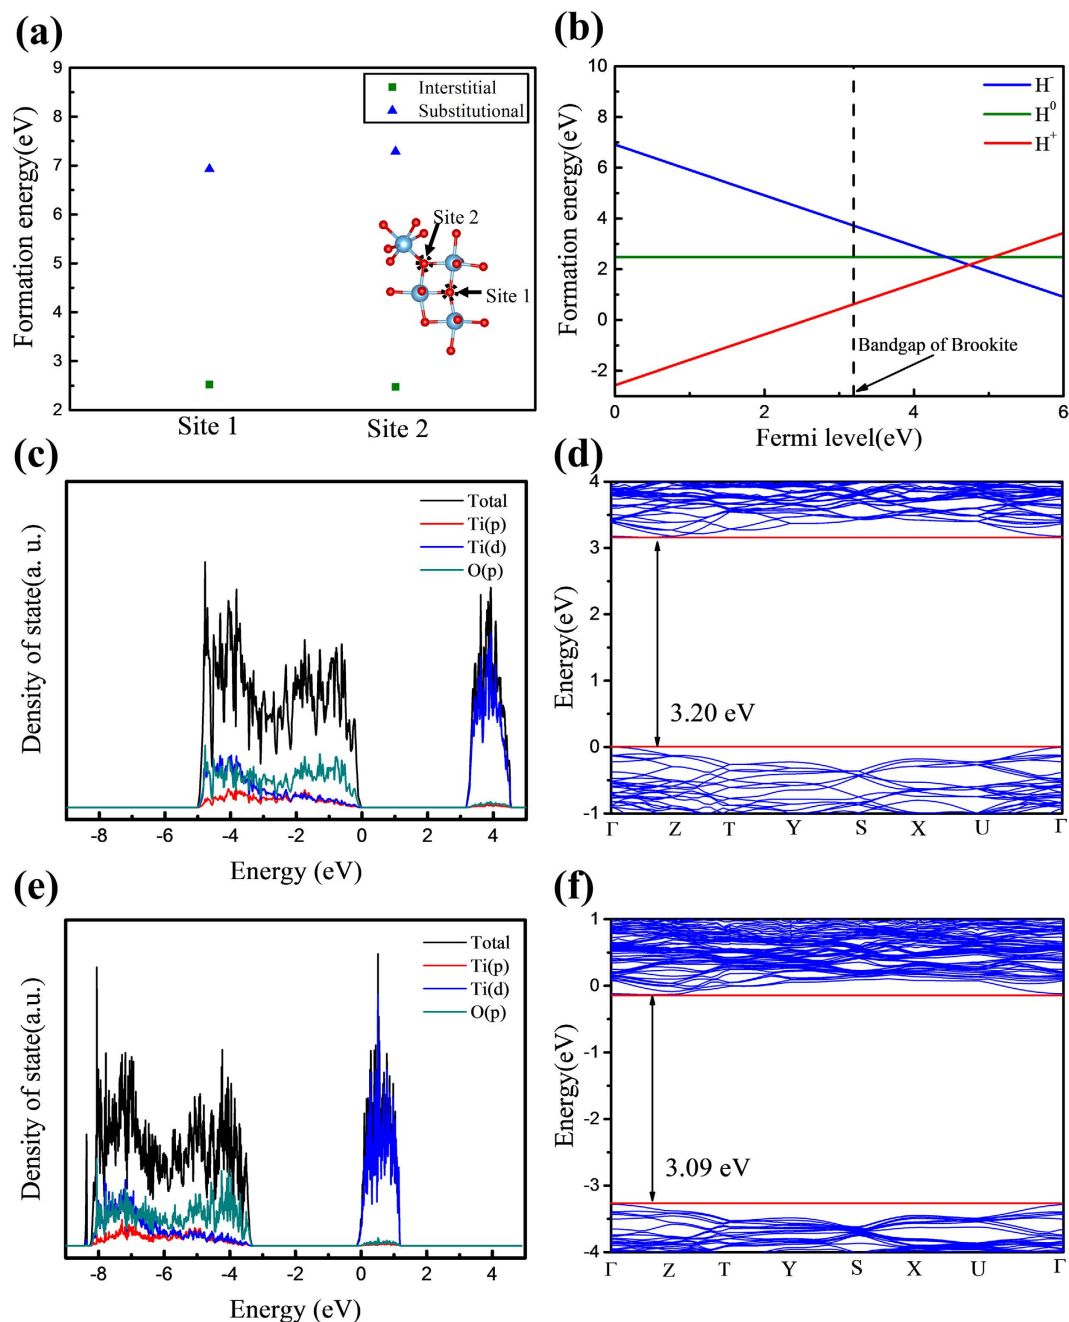 (a)
Formation energy(eV)
9
8
7
6
5
4
3
2
Interstitial
Substitutional
Site 2
Site 1
Site 1
Site 2
(b)
Formation energy(eV)
10
8
6
4
2
0
-2
H⁻
H⁰
H⁺
Bandgap of Brookite
0
2
4
6
Fermi level(eV)
(c)
Density of state(a. u.)
Total
Ti(p)
Ti(d)
O(p)
-8
-6
-4
-2
0
2
4
Energy (eV)
(d)
Energy(eV)
4
3
2
1
0
-1
3.20 eV
Γ
Z
T
Y
S
X
U
Γ
(e)
Density of state(a.u.)
Total
Ti(p)
Ti(d)
O(p)
-8
-6
-4
-2
0
2
4
Energy (eV)
(f)
Energy(eV)
1
0
-1
-2
-3
-4
3.09 eV
Γ
Z
T
Y
S
X
U
Γ